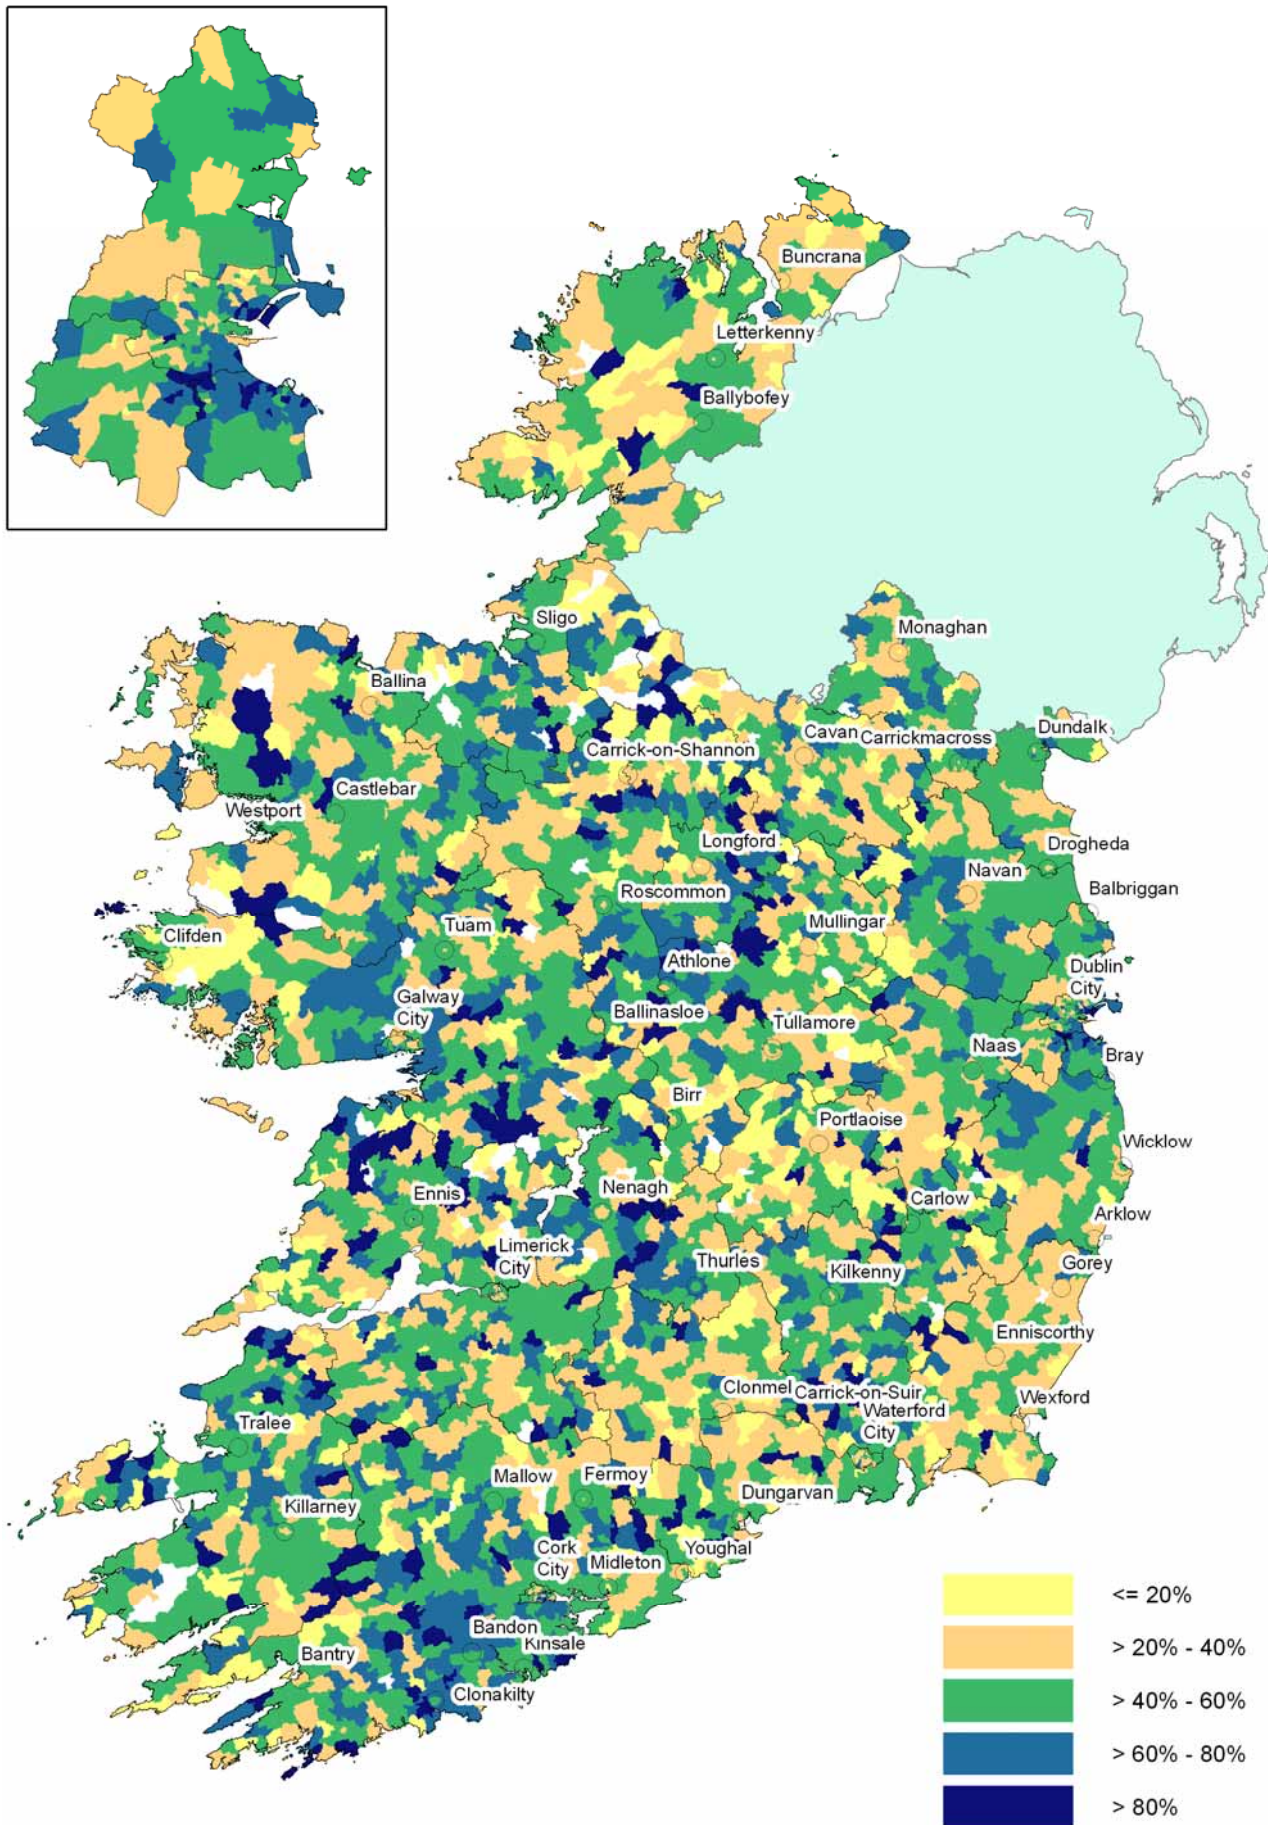 Buncrana
Letterkenny
Ballybofey
Sligo
Monaghan
Ballina
Dundalk
Cavan
Carrickmacross
Carrick-on-Shannon
Castlebar
Westport
Longford
Drogheda
Navan
Roscommon
Balbriggan
Mullingar
Tuam
Clifden
Athlone
Dublin
City
Galway
City
Ballinasloe
Tullamore
Naas
Bray
Birr
Portlaoise
Wicklow
Ennis
Nenagh
Carlow
Arklow
Limerick
City
Thurles
Kilkenny
Gorey
Enniscorthy
Clonmel
Carrick-on-Suir
Wexford
Waterford
City
Tralee
Mallow
Fermoy
Dungarvan
Killarney
Cork
City
Midleton
Youghal
Bandon
Kinsale
Bantry
Clonakilty
<= 20%
> 20% - 40%
> 40% - 60%
> 60% - 80%
> 80%